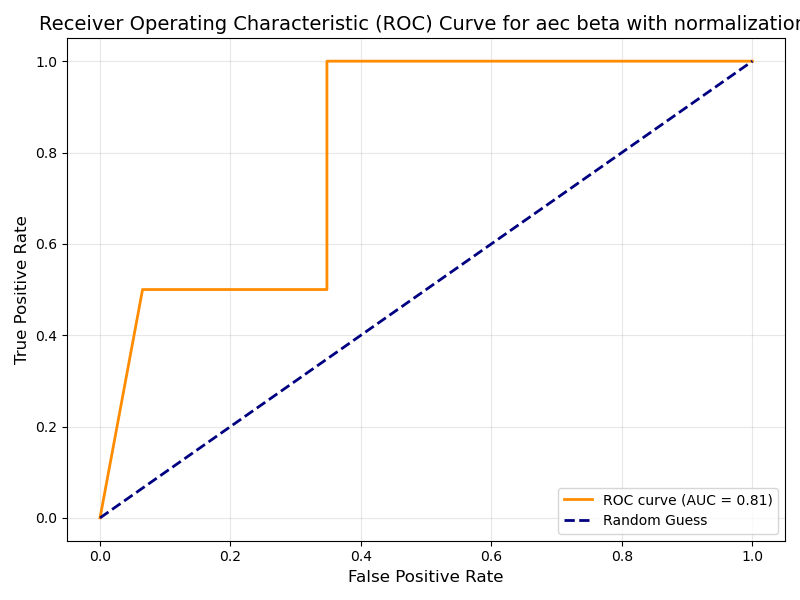 Receiver Operating Characteristic (ROC) Curve for aec beta with normalization
1.0
0.8
0.6
0.4
0.2
0.0
True Positive Rate
0.0 0.2 0.4 0.6 0.8 1.0
False Positive Rate
ROC curve (AUC = 0.81)
Random Guess